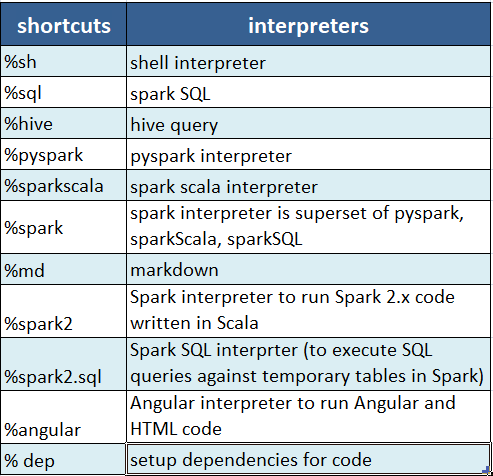 shortcuts interpreters
%sh shell interpreter
%sql spark SQL
%hive hive query
%pyspark pyspark interpreter
%sparkscala spark scala interpreter
%spark spark interpreter is superset of pyspark,
sparkScala, sparkSQL
%md markdown
%spark2 Spark interpreter to run Spark 2.x code
written in Scala
%spark2.sql Spark SQL interprter (to execute SQL
queries against temporary tables in Spark)
%angular Angular interpreter to run Angular and
HTML code
% dep setup dependencies for code